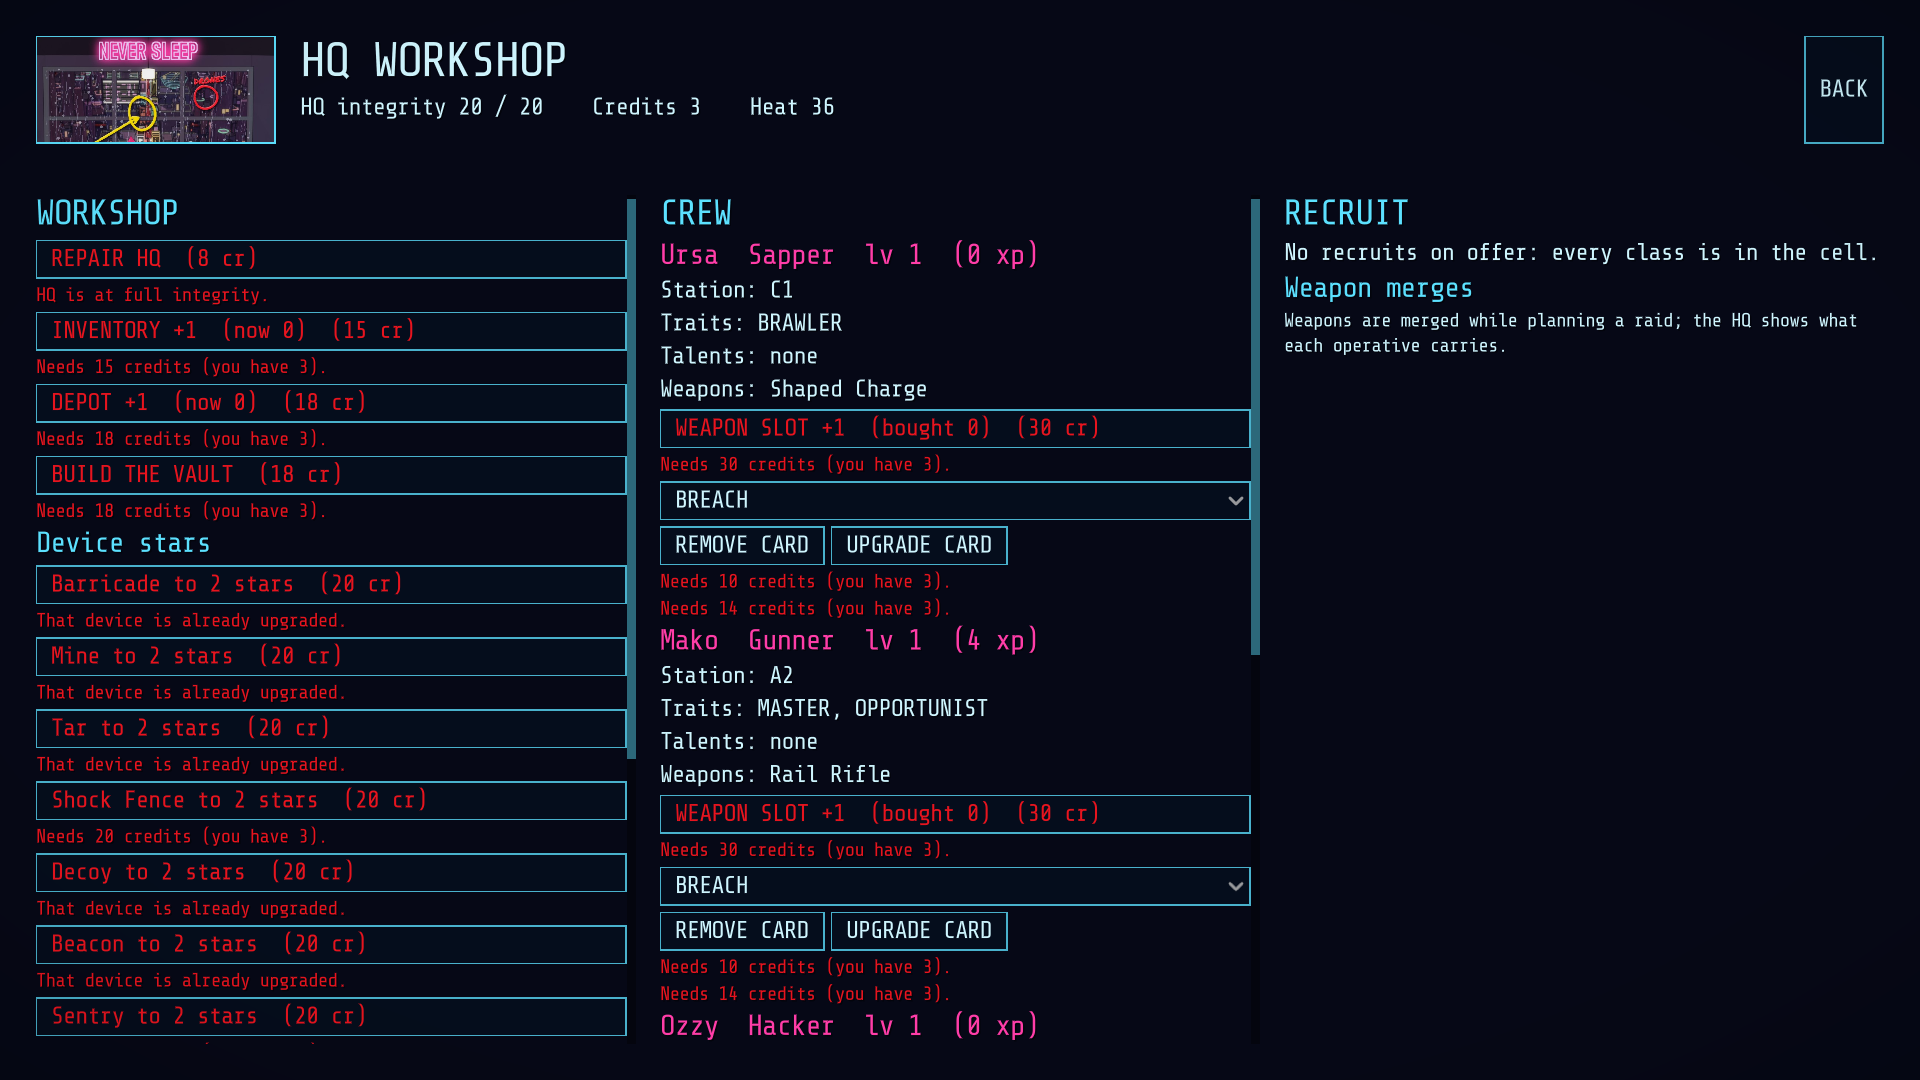 NEVER SLEEP
DRONES
HQ WORKSHOP
HQ integrity 20 / 20 Credits 3 Heat 36
BACK
WORKSHOP
REPAIR HQ (8 cr)
HQ is at full integrity.
INVENTORY +1 (now 0) (15 cr)
Needs 15 credits (you have 3).
DEPOT +1 (now 0) (18 cr)
Needs 18 credits (you have 3).
BUILD THE VAULT (18 cr)
Needs 18 credits (you have 3).
Device stars
Barricade to 2 stars (20 cr)
That device is already upgraded.
Mine to 2 stars (20 cr)
That device is already upgraded.
Tar to 2 stars (20 cr)
That device is already upgraded.
Shock Fence to 2 stars (20 cr)
Needs 20 credits (you have 3).
Decoy to 2 stars (20 cr)
That device is already upgraded.
Beacon to 2 stars (20 cr)
That device is already upgraded.
Sentry to 2 stars (20 cr)
CREW
Ursa Sapper lv 1 (0 xp)
Station: C1
Traits: BRAWLER
Talents: none
Weapons: Shaped Charge
WEAPON SLOT +1 (bought 0) (30 cr)
Needs 30 credits (you have 3).
BREACH
REMOVE CARD UPGRADE CARD
Needs 10 credits (you have 3).
Needs 14 credits (you have 3).
Mako Gunner lv 1 (4 xp)
Station: A2
Traits: MASTER, OPPORTUNIST
Talents: none
Weapons: Rail Rifle
WEAPON SLOT +1 (bought 0) (30 cr)
Needs 30 credits (you have 3).
BREACH
REMOVE CARD UPGRADE CARD
Needs 10 credits (you have 3).
Needs 14 credits (you have 3).
Ozzy Hacker lv 1 (0 xp)
RECRUIT
No recruits on offer: every class is in the cell.
Weapon merges
Weapons are merged while planning a raid; the HQ shows what
each operative carries.